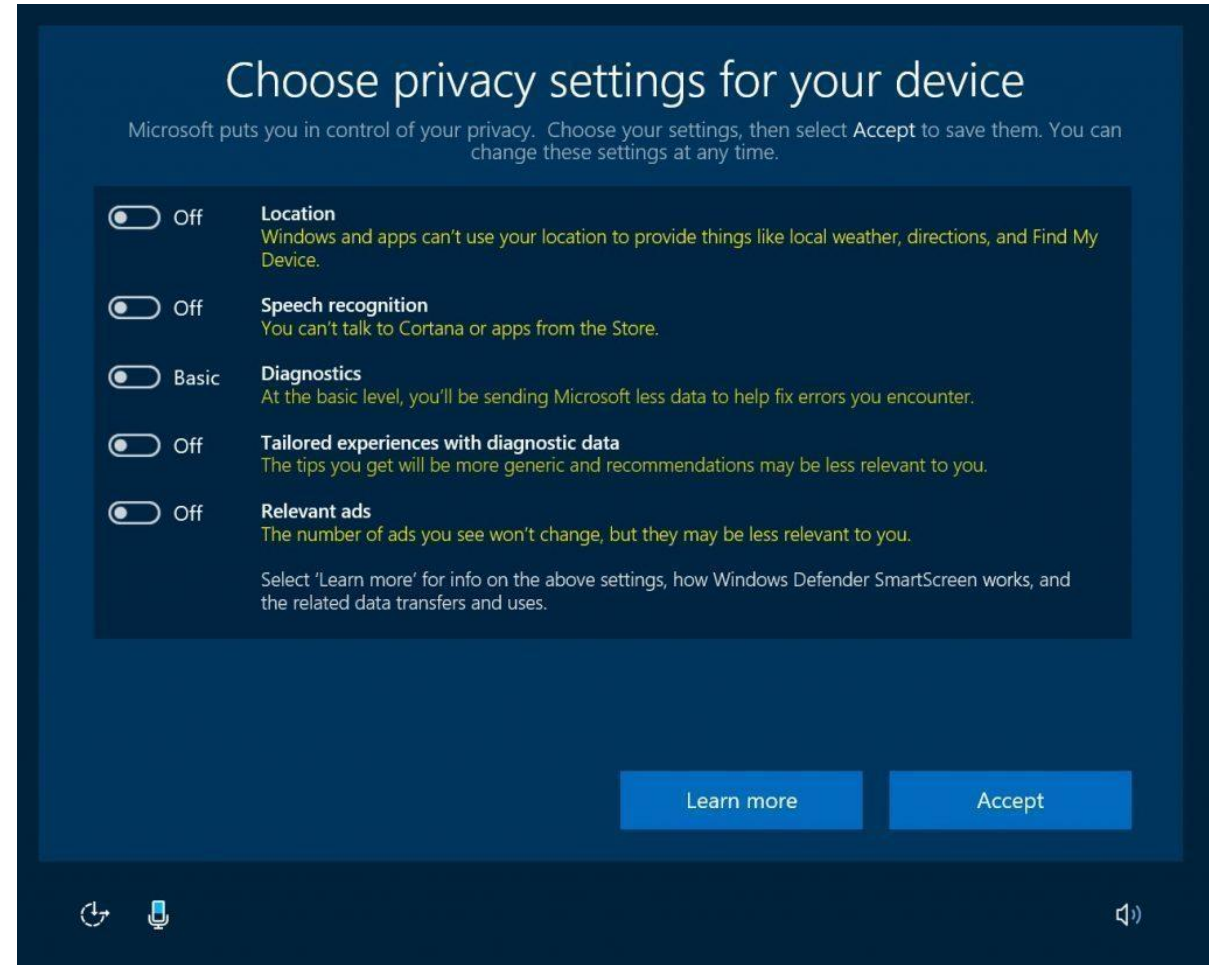 Choose privacy settings for your device
Microsoft puts you in control of your privacy.  Choose your settings, then select Accept to save them. You can
change these settings at any time.
Off
Location
Windows and apps can't use your location to provide things like local weather, directions, and Find My
Device.
Off
Speech recognition
You can't talk to Cortana or apps from the Store.
Basic
Diagnostics
At the basic level, you'll be sending Microsoft less data to help fix errors you encounter.
Off
Tailored experiences with diagnostic data
The tips you get will be more generic and recommendations may be less relevant to you.
Off
Relevant ads
The number of ads you see won't change, but they may be less relevant to you.
Select 'Learn more' for info on the above settings, how Windows Defender SmartScreen works, and
the related data transfers and uses.
Learn more
Accept